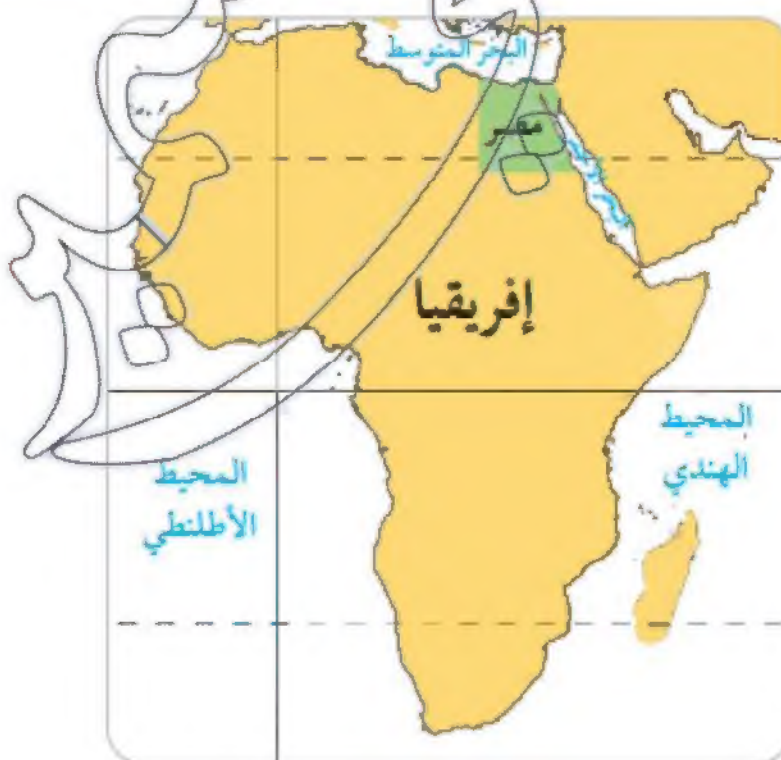 البحر المتوسط
مصر
البحر الأحمر
إفريقيا
المحيط
الهندي
المحيط
الأطلنطي